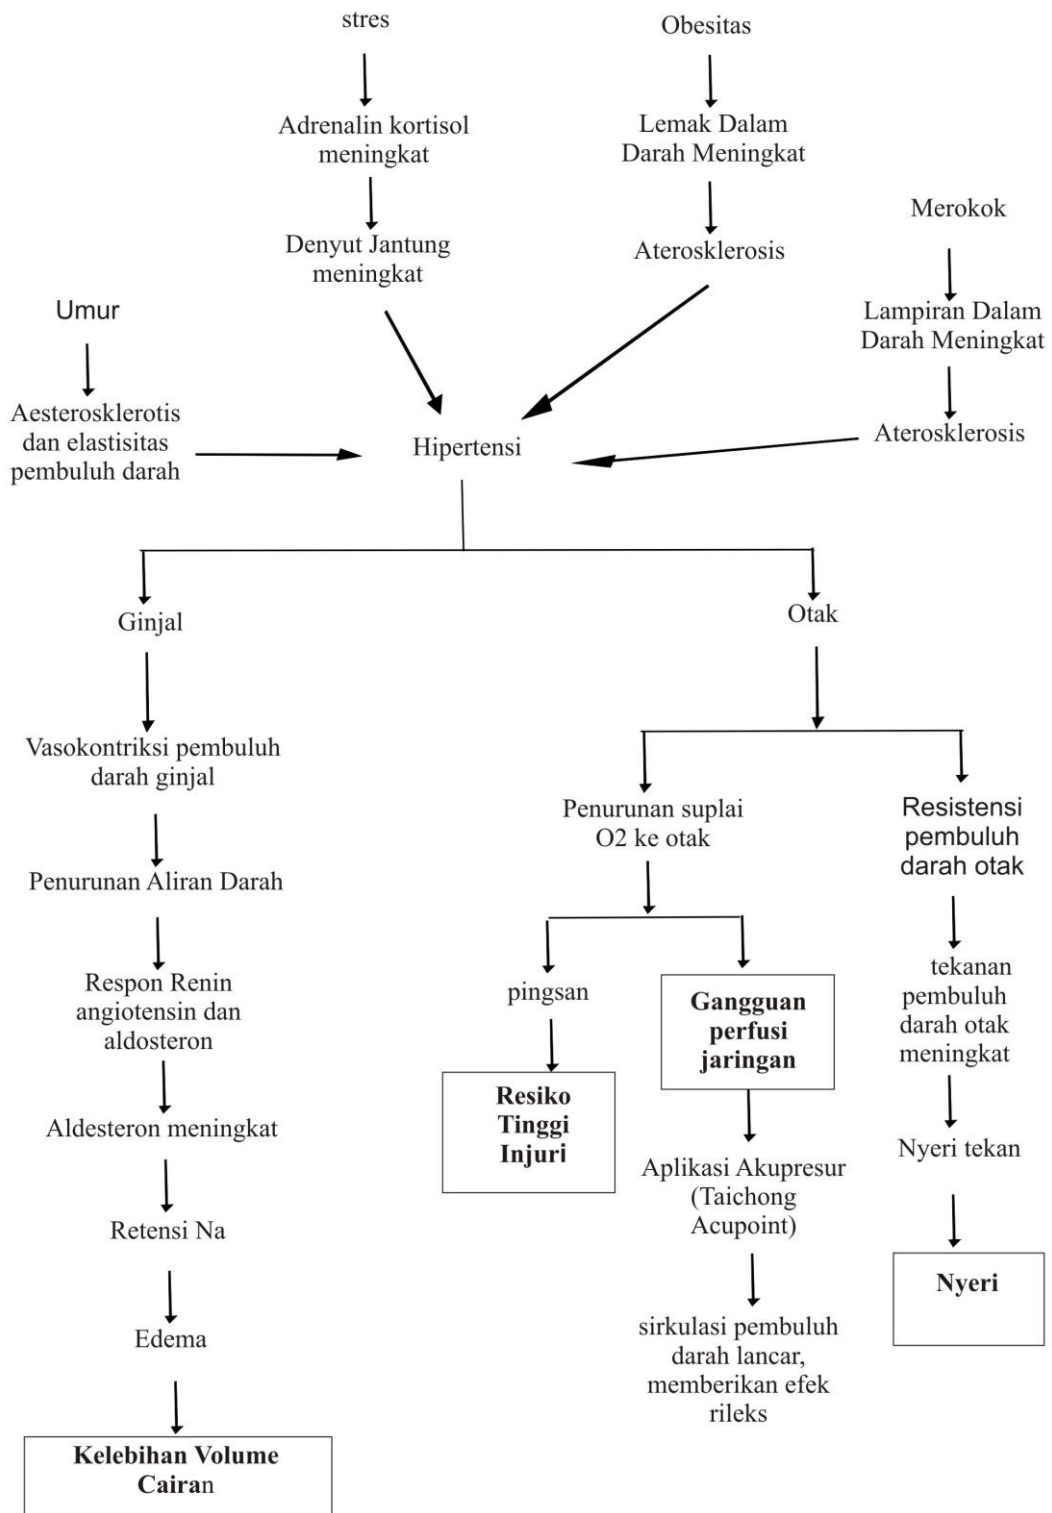 stres
Obesitas
Adrenalin kortisol
meningkat
Lemak Dalam
Darah Meningkat
Merokok
Denyut Jantung
meningkat
Aterosklerosis
Umur
Lampiran Dalam
Darah Meningkat
Aesterosklerotis
dan elastisitas
pembuluh darah
Hipertensi
Aterosklerosis
Ginjal
Otak
Vasokontriksi pembuluh
darah ginjal
Penurunan suplai
O2 ke otak
Resistensi
pembuluh
darah otak
Penurunan Aliran Darah
Respon Renin
angiotensin dan
aldosteron
pingsan
Gangguan
perfusi
jaringan
tekanan
pembuluh
darah otak
meningkat
Resiko
Tinggi
Injuri
Aldesteron meningkat
Aplikasi Akupresur
(Taichong
Acupoint)
Nyeri tekan
Retensi Na
Nyeri
Edema
sirkulasi pembuluh
darah lancar,
memberikan efek
rileks
Kelebihan Volume
Cairan